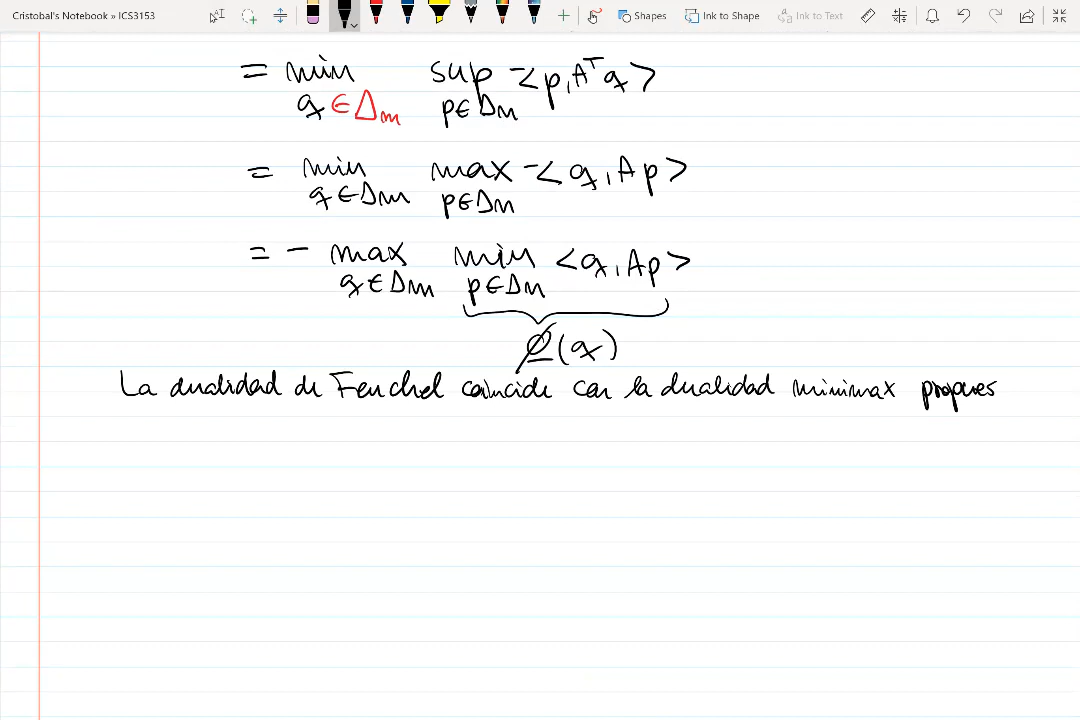 Cristobal's Notebook » ICS3153
Shapes
Ink to Shape
Ink to Text
= min sup <p, Aᵀq>
q ∈ Δm p ∈ Δn
= min max -<q, Ap>
q ∈ Δm p ∈ Δn
= - max min <q, Ap>
q ∈ Δm p ∈ Δn
(q)
La dualidad de Fenchel coincide con la dualidad minimax propues